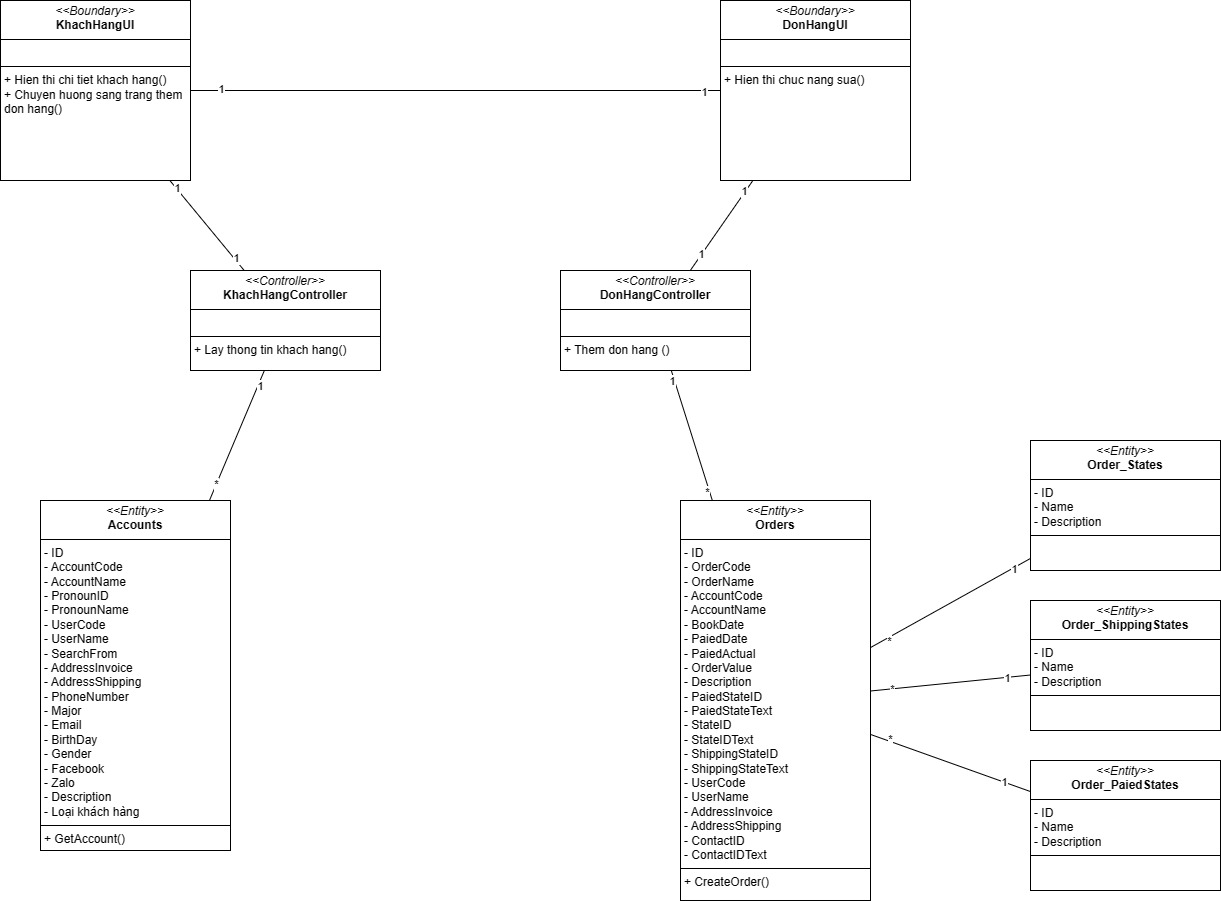 <<Boundary>>
KhachHangUI
+ Hien thi chi tiet khach hang()
+ Chuyen huong sang trang them
don hang()
<<Boundary>>
DonHangUI
+ Hien thi chuc nang sua()
1
1
1
1
1
1
<<Controller>>
KhachHangController
+ Lay thong tin khach hang()
<<Controller>>
DonHangController
+ Them don hang ()
1
*
1
*
<<Entity>>
Accounts
- ID
- AccountCode
- AccountName
- PronounID
- PronounName
- UserCode
- UserName
- SearchFrom
- AddressInvoice
- AddressShipping
- PhoneNumber
- Major
- Email
- BirthDay
- Gender
- Facebook
- Zalo
- Description
- Loại khách hàng
+ GetAccount()
<<Entity>>
Orders
- ID
- OrderCode
- OrderName
- AccountCode
- AccountName
- BookDate
- PaiedDate
- PaiedActual
- OrderValue
- Description
- PaiedStateID
- PaiedStateText
- StateID
- StateIDText
- ShippingStateID
- ShippingStateText
- UserCode
- UserName
- AddressInvoice
- AddressShipping
- ContactID
- ContactIDText
+ CreateOrder()
*
1
*
1
*
1
<<Entity>>
Order_States
- ID
- Name
- Description
<<Entity>>
Order_ShippingStates
- ID
- Name
- Description
<<Entity>>
Order_PaiedStates
- ID
- Name
- Description